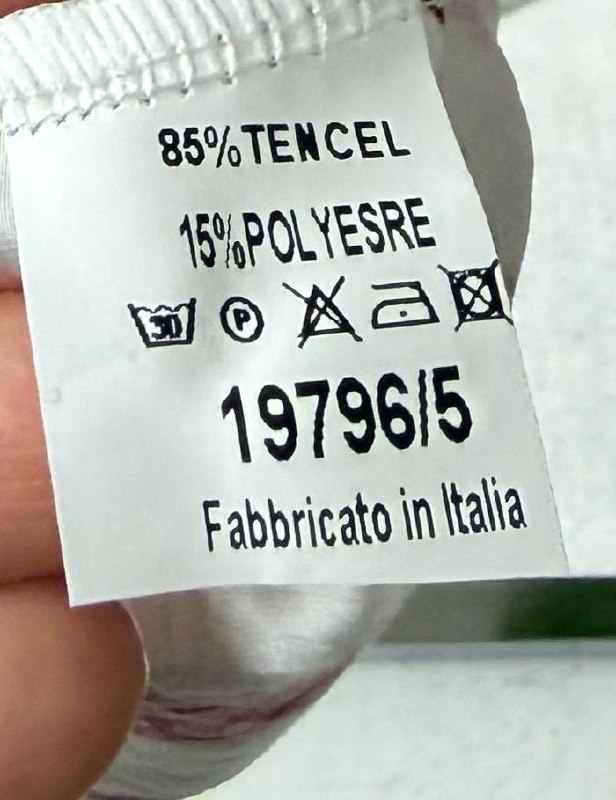 85%TENCEL
15%POLYESRE
30 P
19796/5
Fabbricato in Italia